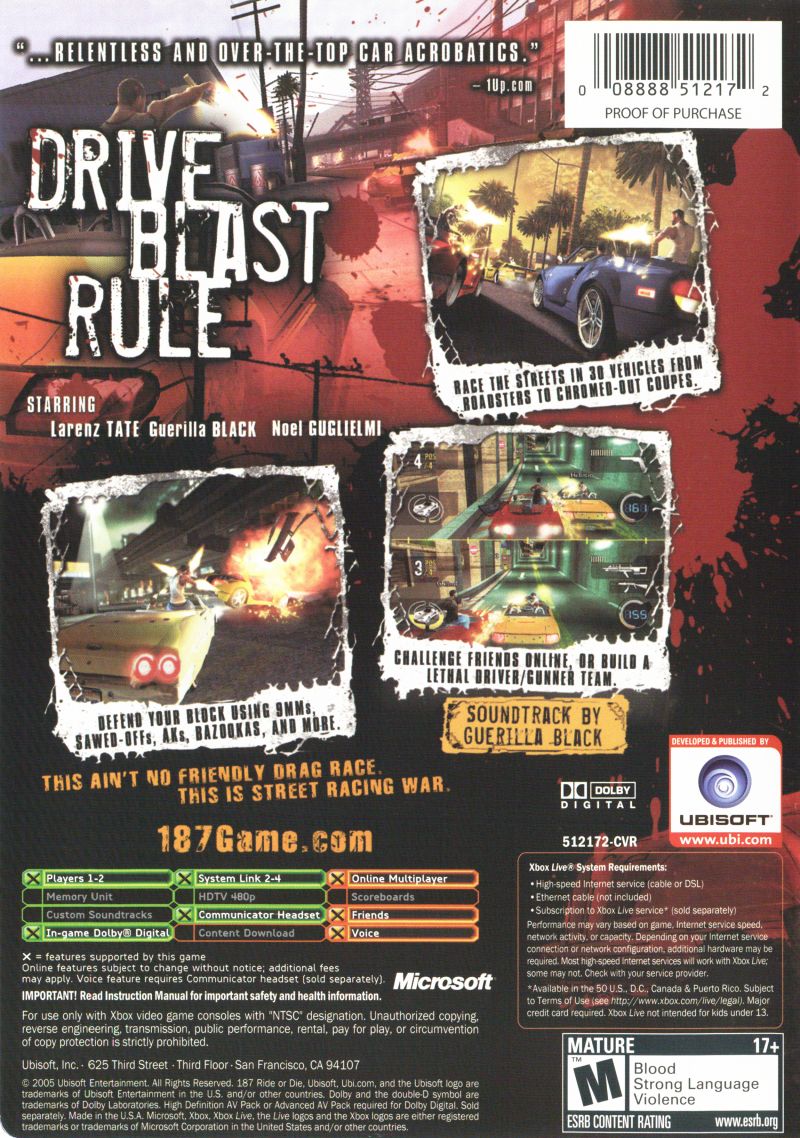 "...RELENTLESS AND OVER-THE-TOP CAR ACROBATICS."
– 1Up.com
0 08888 51217 2
PROOF OF PURCHASE
DRIVE
BLAST
RULE
STARRING
Larenz TATE Guerilla BLACK Noel GUGLIELMI
RACE THE STREETS IN 30 VEHICLES FROM
ROADSTERS TO CHROMED-OUT COUPES.
4 POS
/4
168
3 POS
/4
155
CHALLENGE FRIENDS ONLINE, OR BUILD A
LETHAL DRIVER/GUNNER TEAM.
DEFEND YOUR BLOCK USING 9MMs,
SAWED-OFFs, AKs, BAZOOKAS, AND MORE.
SOUNDTRACK BY
GUERILLA BLACK
THIS AIN'T NO FRIENDLY DRAG RACE.
THIS IS STREET RACING WAR.
187Game.com
DOLBY
DIGITAL
512172-CVR
DEVELOPED & PUBLISHED BY
UBISOFT
www.ubi.com
Players 1-2
System Link 2-4
Online Multiplayer
Memory Unit
HDTV 480p
Scoreboards
Custom Soundtracks
Communicator Headset
Friends
In-game Dolby® Digital
Content Download
Voice
X = features supported by this game
Online features subject to change without notice; additional fees
may apply. Voice feature requires Communicator headset (sold separately).
Microsoft
IMPORTANT! Read Instruction Manual for important safety and health information.
For use only with Xbox video game consoles with "NTSC" designation. Unauthorized copying,
reverse engineering, transmission, public performance, rental, pay for play, or circumvention
of copy protection is strictly prohibited.
Ubisoft, Inc. · 625 Third Street · Third Floor · San Francisco, CA 94107
© 2005 Ubisoft Entertainment. All Rights Reserved. 187 Ride or Die, Ubisoft, Ubi.com, and the Ubisoft logo are
trademarks of Ubisoft Entertainment in the U.S. and/or other countries. Dolby and the double-D symbol are
trademarks of Dolby Laboratories. High Definition AV Pack or Advanced AV Pack required for Dolby Digital. Sold
separately. Made in the U.S.A. Microsoft, Xbox, Xbox Live, the Live logos and the Xbox logos are either registered
trademarks or trademarks of Microsoft Corporation in the United States and/or other countries.
Xbox Live® System Requirements:
• High-speed Internet service (cable or DSL)
• Ethernet cable (not included)
• Subscription to Xbox Live service* (sold separately)
Performance may vary based on game, Internet service speed,
network activity, or capacity. Depending on your Internet service
connection or network configuration, additional hardware may be
required. Most high-speed Internet services will work with Xbox Live;
some may not. Check with your service provider.
*Available in the 50 U.S., D.C., Canada & Puerto Rico. Subject
to Terms of Use (see http://www.xbox.com/live/legal). Major
credit card required. Xbox Live not intended for kids under 13.
MATURE 17+
TM
M
Blood
Strong Language
Violence
ESRB CONTENT RATING www.esrb.org